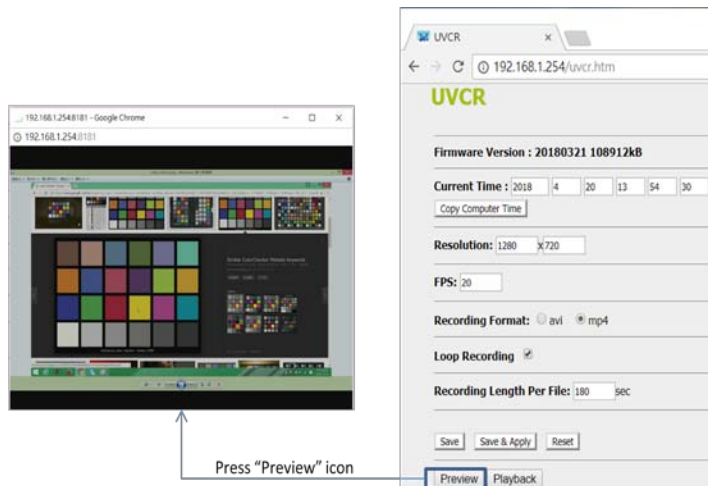 192.168.1.254:8181 - Google Chrome
192.168.1.254:8181
Press "Preview" icon
UVCR
192.168.1.254/uvcr.htm
UVCR
Firmware Version : 20180321 108912kB
Current Time : 2018 4 20 13 54 30
Copy Computer Time
Resolution: 1280 x 720
FPS: 20
Recording Format: avi mp4
Loop Recording
Recording Length Per File: 180 sec
Save Save & Apply Reset
Preview Playback